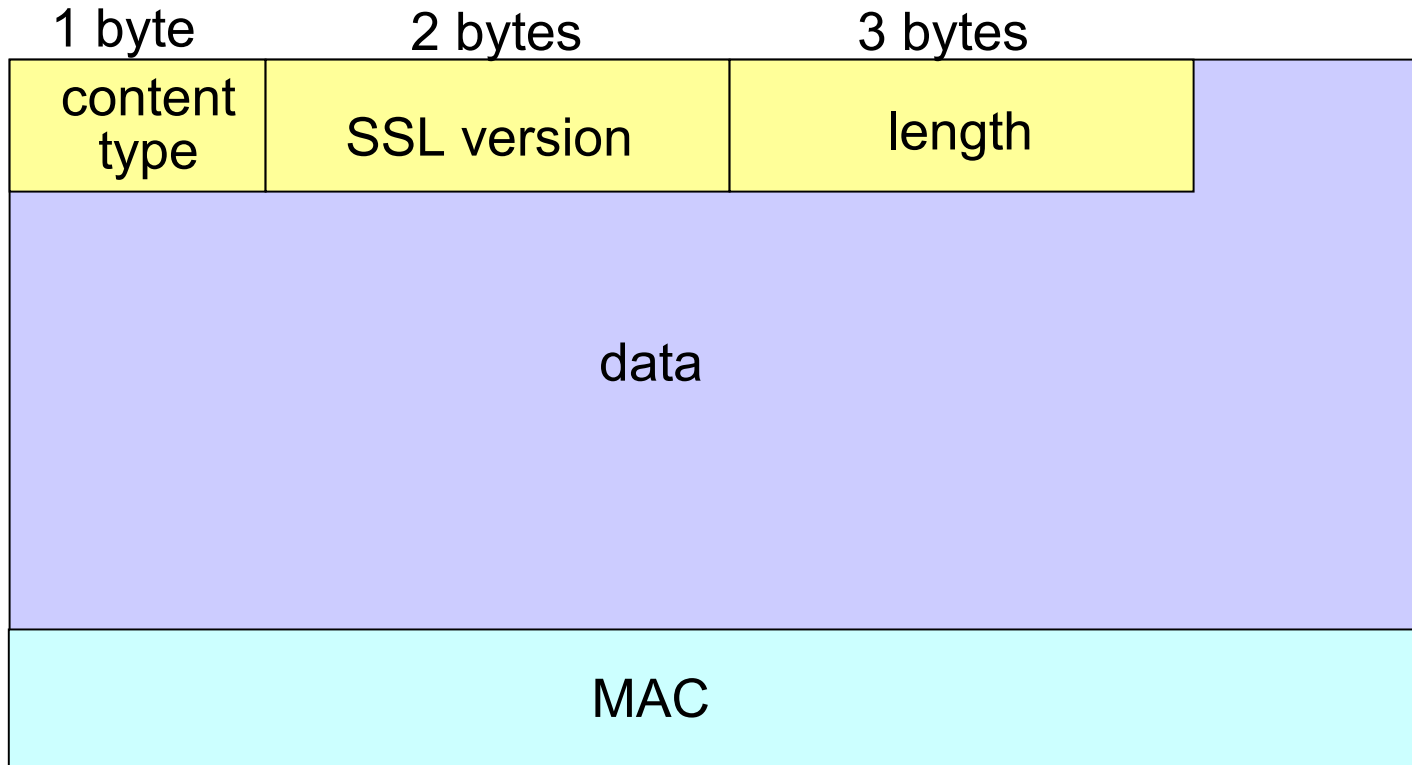 1 byte
2 bytes
3 bytes
content
type
SSL version
length
data
MAC